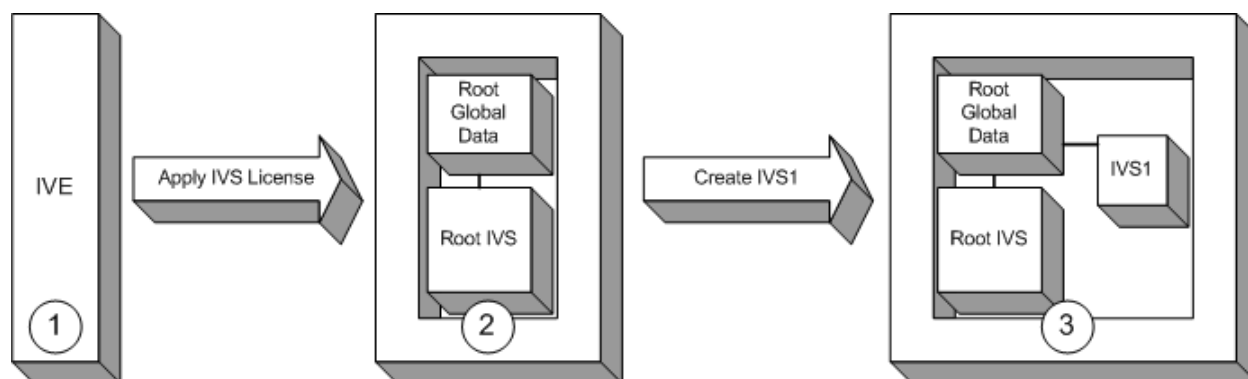 IVE
1
Apply IVS License
Root
Global
Data
Root IVS
2
Create IVS1
Root
Global
Data
IVS1
Root IVS
3